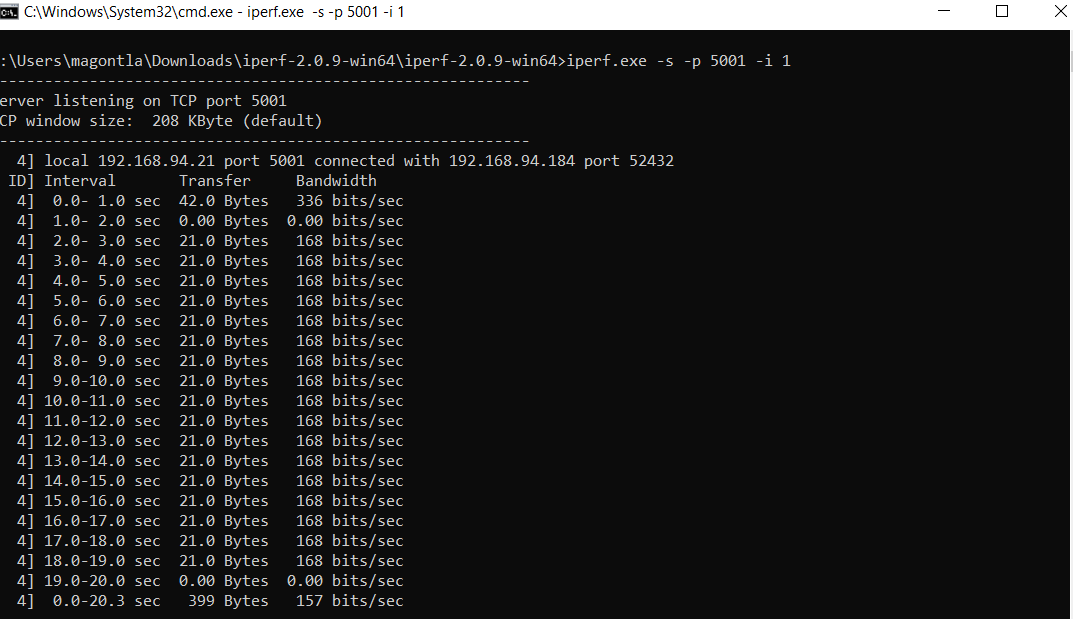 C:\Windows\System32\cmd.exe - iperf.exe -s -p 5001 -i 1
:\Users\magontla\Downloads\iperf-2.0.9-win64\iperf-2.0.9-win64>iperf.exe -s -p 5001 -i 1
------------------------------------------------------------
erver listening on TCP port 5001
CP window size:  208 KByte (default)
------------------------------------------------------------
  4] local 192.168.94.21 port 5001 connected with 192.168.94.184 port 52432
 ID] Interval       Transfer     Bandwidth
  4]  0.0- 1.0 sec  42.0 Bytes   336 bits/sec
  4]  1.0- 2.0 sec  0.00 Bytes  0.00 bits/sec
  4]  2.0- 3.0 sec  21.0 Bytes   168 bits/sec
  4]  3.0- 4.0 sec  21.0 Bytes   168 bits/sec
  4]  4.0- 5.0 sec  21.0 Bytes   168 bits/sec
  4]  5.0- 6.0 sec  21.0 Bytes   168 bits/sec
  4]  6.0- 7.0 sec  21.0 Bytes   168 bits/sec
  4]  7.0- 8.0 sec  21.0 Bytes   168 bits/sec
  4]  8.0- 9.0 sec  21.0 Bytes   168 bits/sec
  4]  9.0-10.0 sec  21.0 Bytes   168 bits/sec
  4] 10.0-11.0 sec  21.0 Bytes   168 bits/sec
  4] 11.0-12.0 sec  21.0 Bytes   168 bits/sec
  4] 12.0-13.0 sec  21.0 Bytes   168 bits/sec
  4] 13.0-14.0 sec  21.0 Bytes   168 bits/sec
  4] 14.0-15.0 sec  21.0 Bytes   168 bits/sec
  4] 15.0-16.0 sec  21.0 Bytes   168 bits/sec
  4] 16.0-17.0 sec  21.0 Bytes   168 bits/sec
  4] 17.0-18.0 sec  21.0 Bytes   168 bits/sec
  4] 18.0-19.0 sec  21.0 Bytes   168 bits/sec
  4] 19.0-20.0 sec  0.00 Bytes  0.00 bits/sec
  4]  0.0-20.3 sec   399 Bytes   157 bits/sec